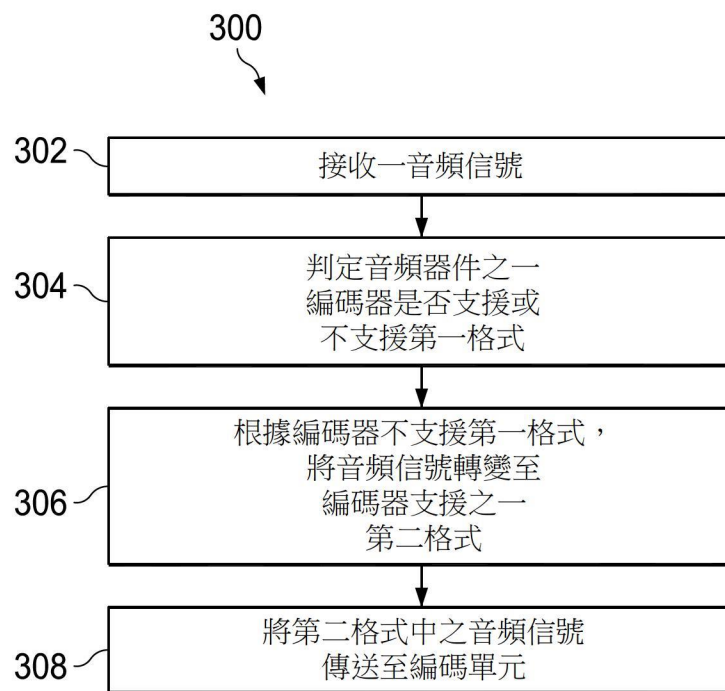 300
302
接收一音頻信號
304
判定音頻器件之一
編碼器是否支援或
不支援第一格式
306
根據編碼器不支援第一格式，
將音頻信號轉變至
編碼器支援之一
第二格式
308
將第二格式中之音頻信號
傳送至編碼單元